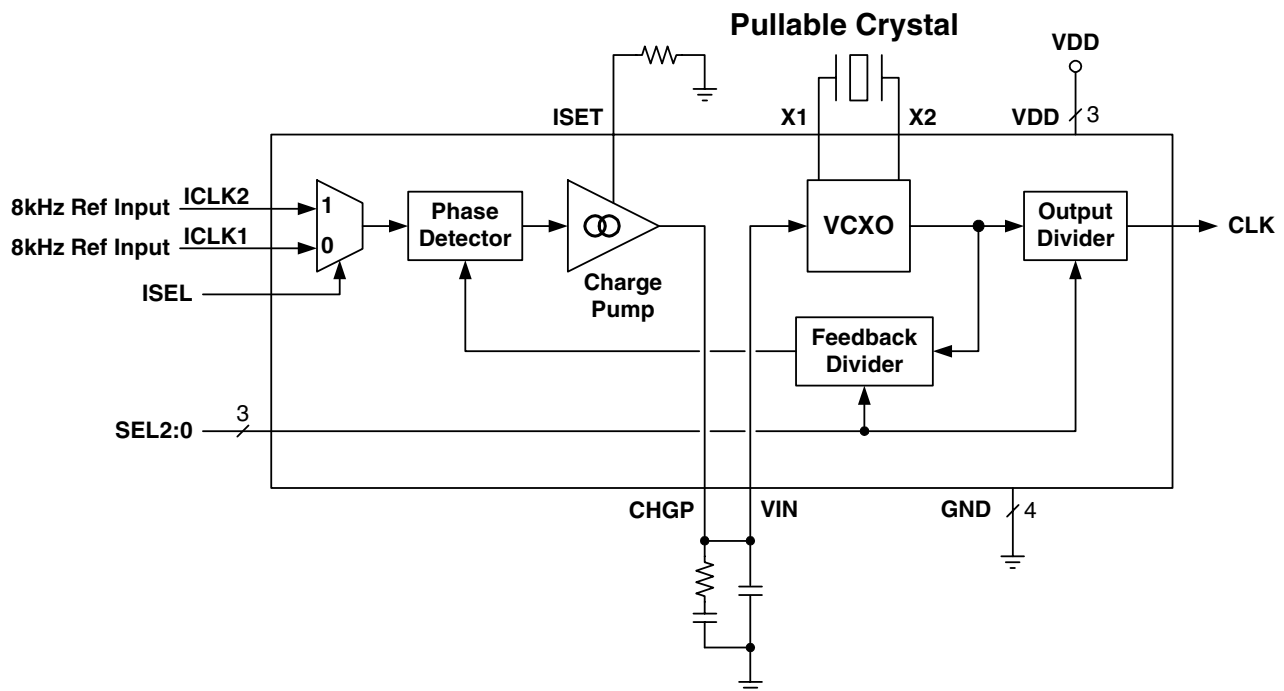 Pullable Crystal
VDD
ISET
X1
X2
VDD
3
8kHz Ref Input
ICLK2
1
Phase
Detector
VCXO
Output
Divider
CLK
8kHz Ref Input
ICLK1
0
ISEL
Charge
Pump
Feedback
Divider
SEL2:0
3
CHGP
VIN
GND
4